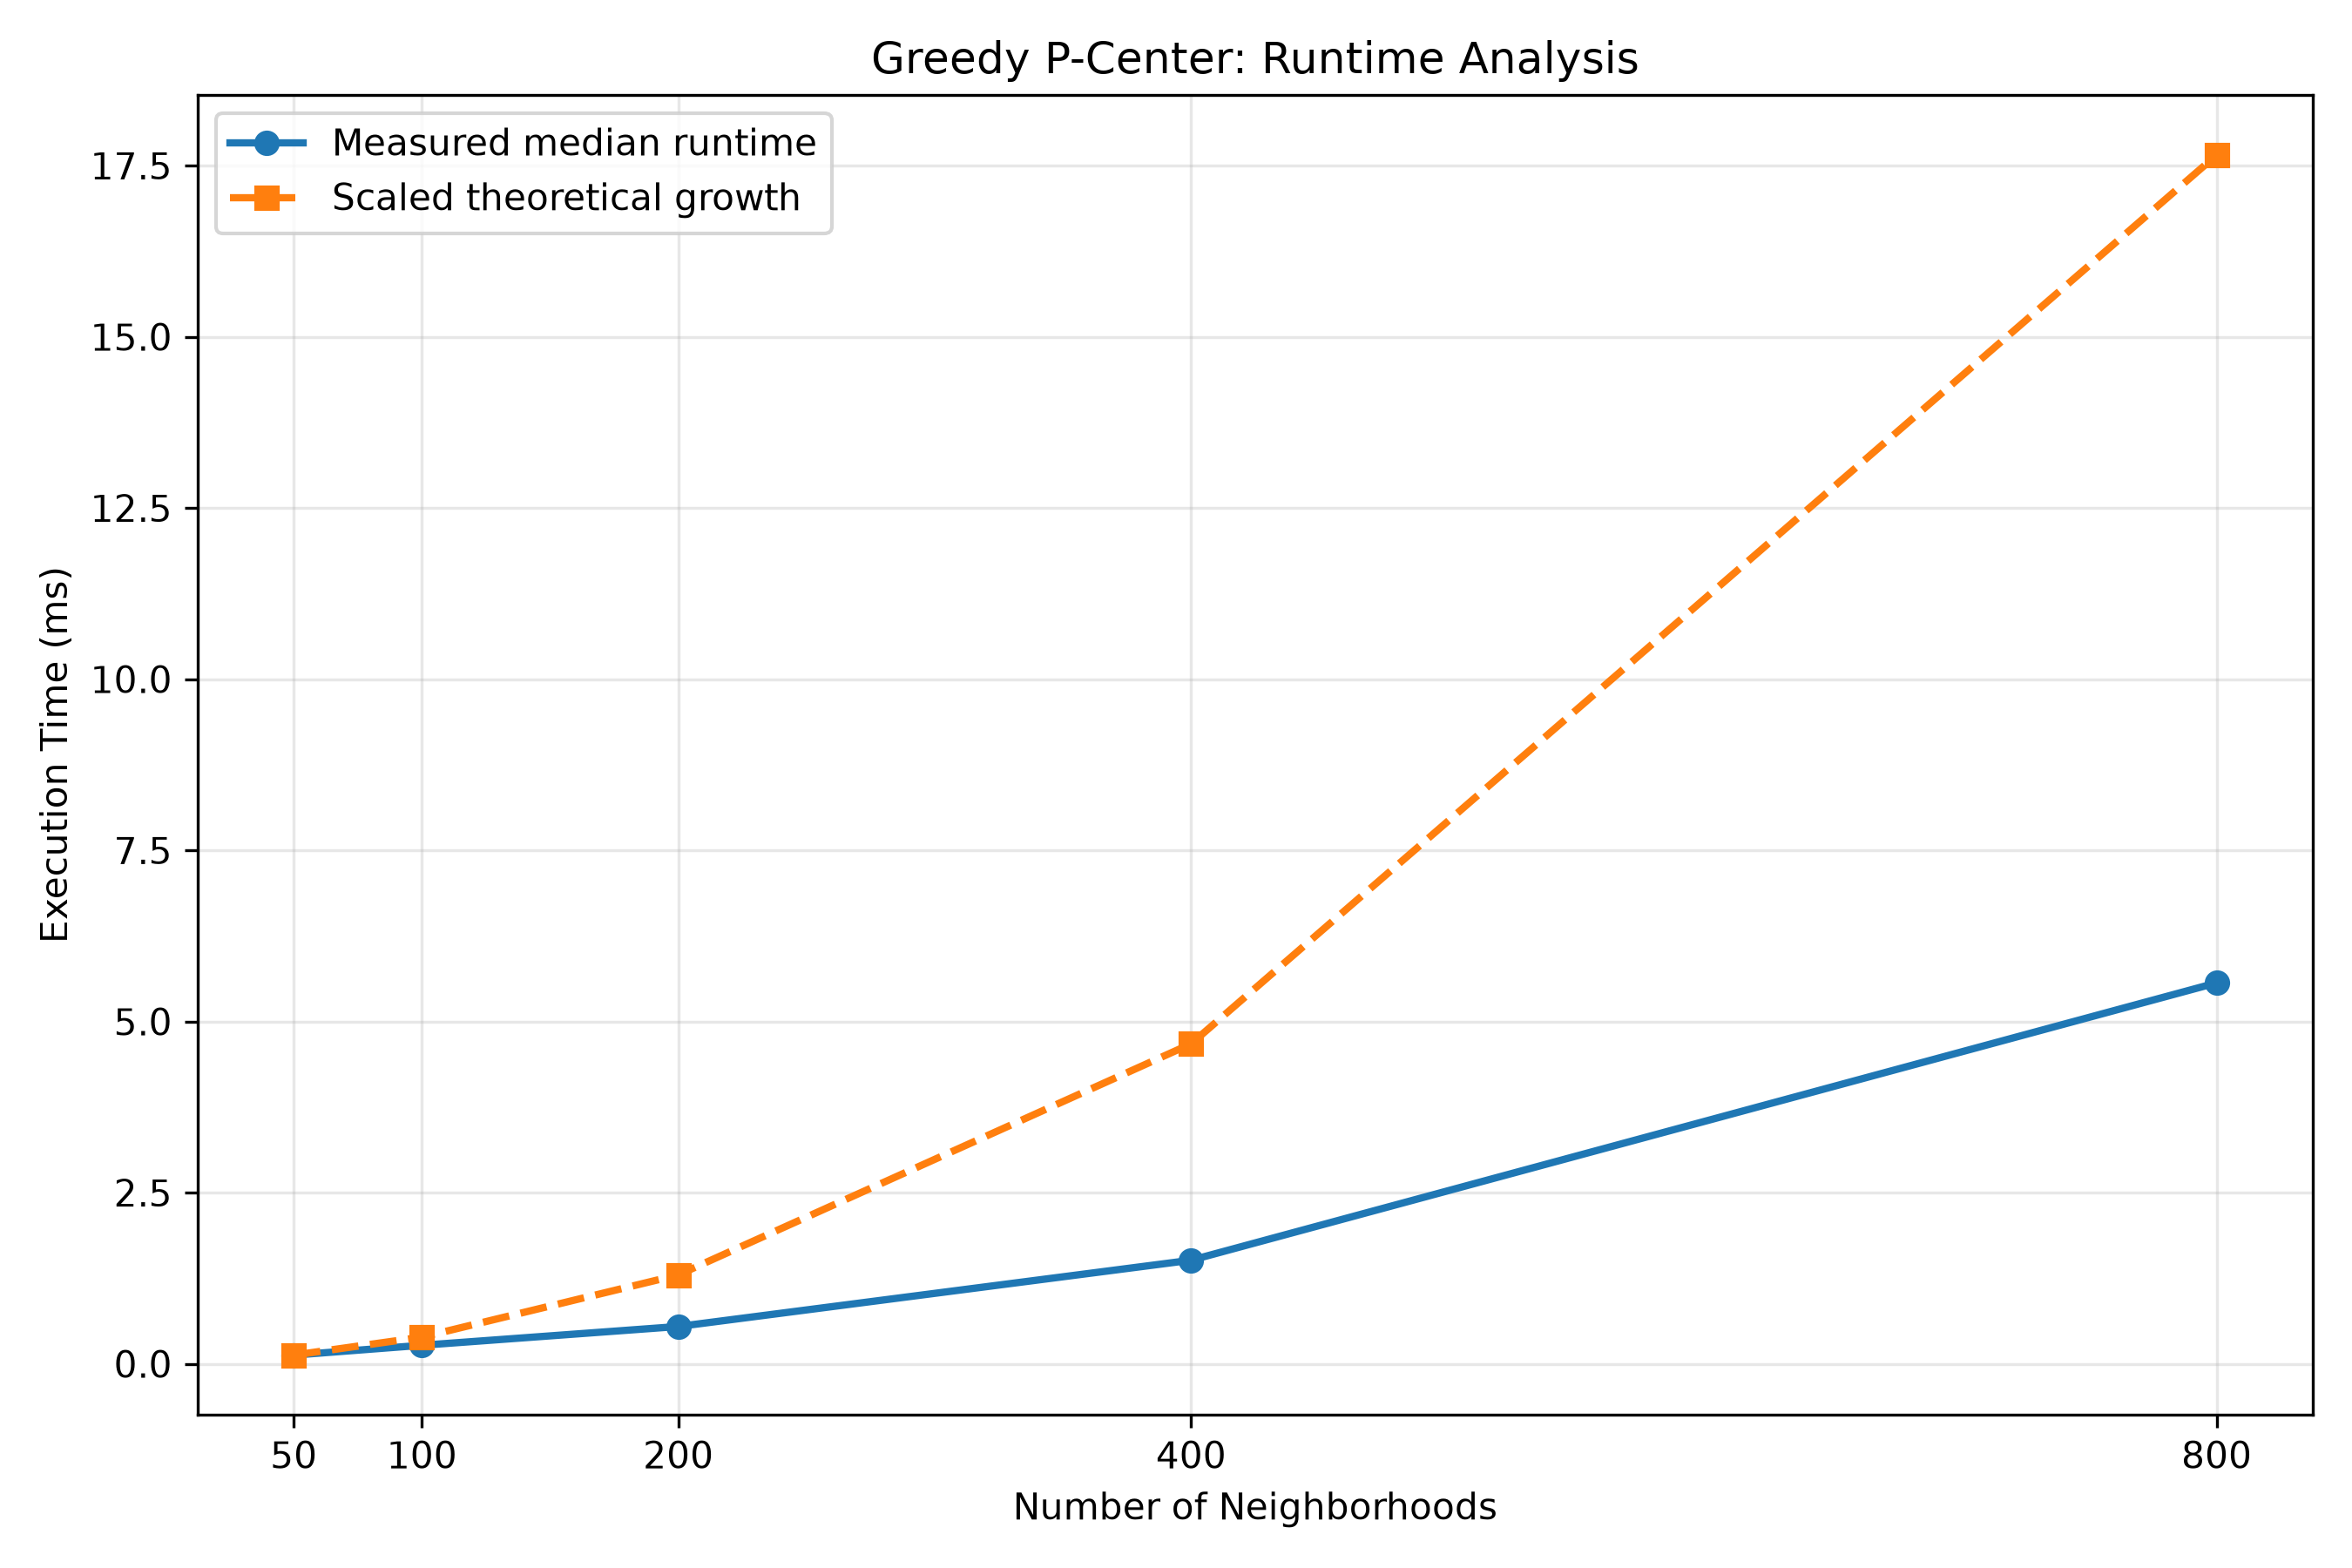 Greedy P-Center: Runtime Analysis
Measured median runtime
Scaled theoretical growth
17.5
15.0
12.5
10.0
7.5
5.0
2.5
0.0
Execution Time (ms)
50 100 200 400 800
Number of Neighborhoods